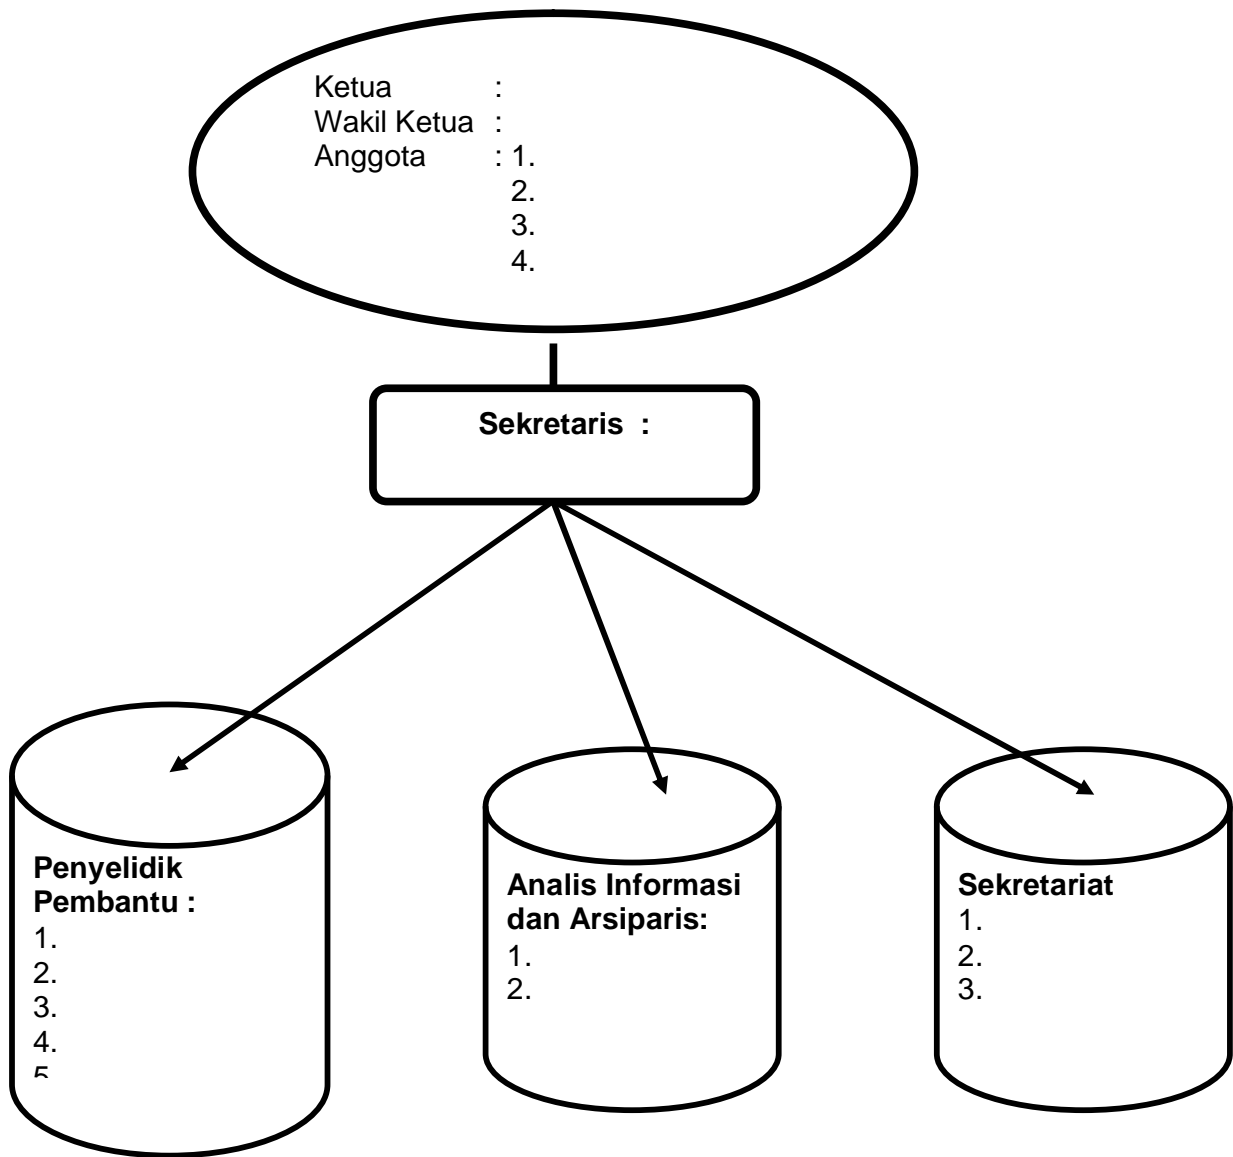 Ketua :
Wakil Ketua :
Anggota : 1.
2.
3.
4.
Sekretaris :
Penyelidik
Pembantu :
1.
2.
3.
4.
Analis Informasi
dan Arsiparis:
1.
2.
Sekretariat
1.
2.
3.